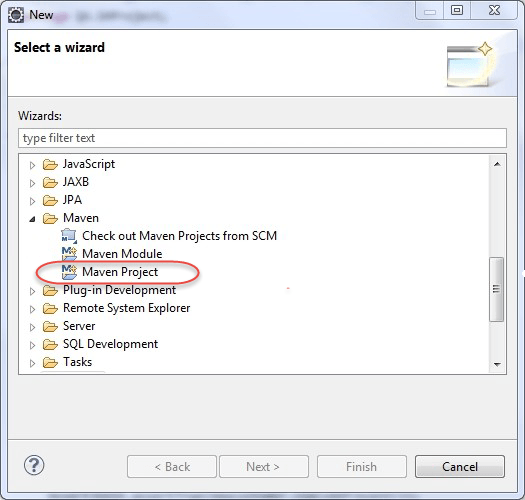 New
Select a wizard
Wizards:
type filter text
JavaScript
JAXB
JPA
Maven
Check out Maven Projects from SCM
Maven Module
Maven Project
Plug-in Development
Remote System Explorer
Server
SQL Development
Tasks
?
< Back
Next >
Finish
Cancel